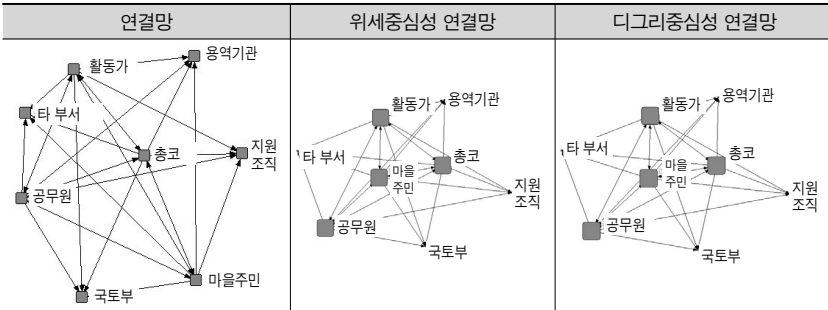 연결망
위세중심성 연결망
디그리중심성 연결망
활동가
용역기관
타 부서
총코
지원
조직
공무원
마을주민
국토부
활동가
용역기관
타 부서
마을
주민
총코
지원
조직
공무원
국토부
활동가
용역기관
타 부서
마을
주민
총코
지원
조직
공무원
국토부